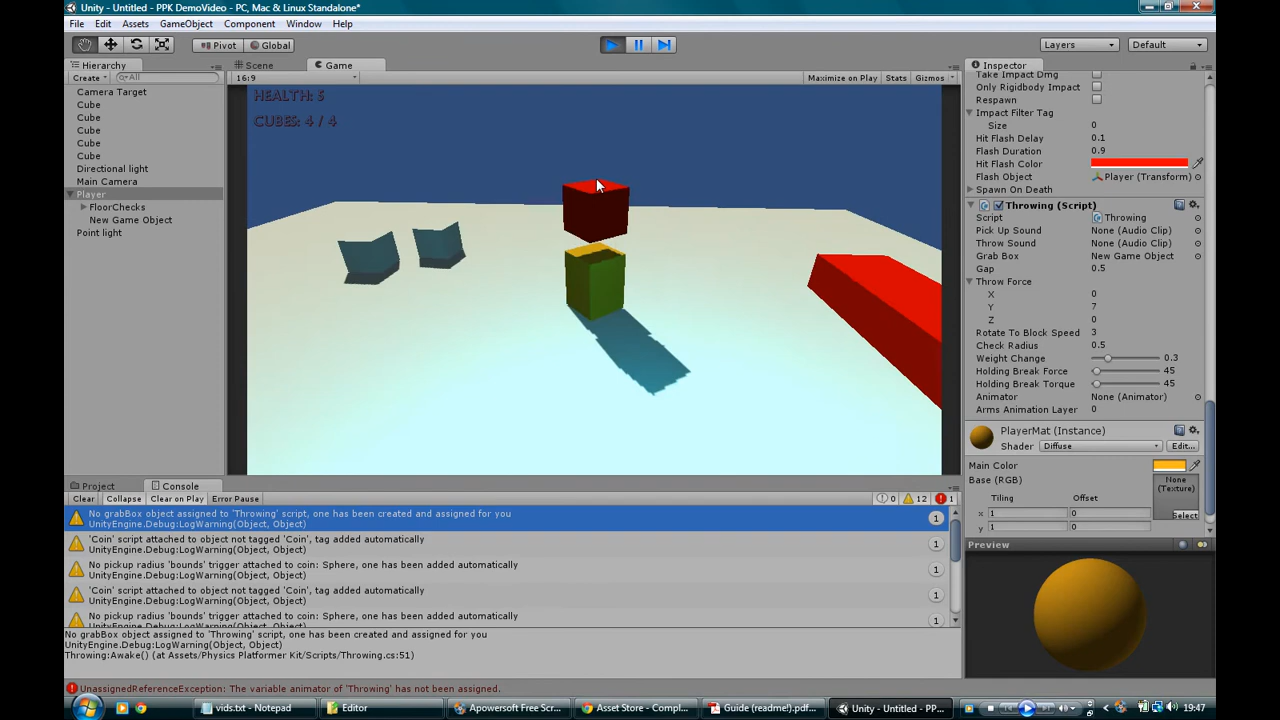 Unity - Untitled - PPK DemoVideo - PC, Mac & Linux Standalone*
File Edit Assets GameObject Component Window Help
Pivot Global Layers Default
Hierarchy
Create All
Camera Target
Cube
Cube
Cube
Cube
Cube
Directional light
Main Camera
Player
FloorChecks
New Game Object
Point light
Scene Game
16:9 Maximize on Play Stats Gizmos
HEALTH: 5
CUBES: 4 / 4
Inspector
Take Impact Dmg
Only Rigidbody Impact
Respawn
Impact Filter Tag
Size 0
Hit Flash Delay 0.1
Flash Duration 0.9
Hit Flash Color
Flash Object Player (Transform)
Spawn On Death
Throwing (Script)
Script Throwing
Pick Up Sound None (Audio Clip)
Throw Sound None (Audio Clip)
Grab Box New Game Object
Gap 0.5
Throw Force
X 0
Y 7
Z 0
Rotate To Block Speed 3
Check Radius 0.5
Weight Change 0.3
Holding Break Force 45
Holding Break Torque 45
Animator None (Animator)
Arms Animation Layer 0
PlayerMat (Instance)
Shader Diffuse Edit...
Main Color
Base (RGB)
None
(Texture)
Tiling Offset
Select
x 1 0
y 1 0
Preview
Project Console
Clear Collapse Clear on Play Error Pause 0 12 1
No grabBox object assigned to 'Throwing' script, one has been created and assigned for you
UnityEngine.Debug:LogWarning(Object, Object)
1
'Coin' script attached to object not tagged 'Coin', tag added automatically
UnityEngine.Debug:LogWarning(Object, Object)
1
No pickup radius 'bounds' trigger attached to coin: Sphere, one has been added automatically
UnityEngine.Debug:LogWarning(Object, Object)
1
'Coin' script attached to object not tagged 'Coin', tag added automatically
UnityEngine.Debug:LogWarning(Object, Object)
1
No pickup radius 'bounds' trigger attached to coin: Sphere, one has been added automatically
UnityEngine.Debug:LogWarning(Object, Object)
1
No grabBox object assigned to 'Throwing' script, one has been created and assigned for you
UnityEngine.Debug:LogWarning(Object, Object)
Throwing:Awake() (at Assets/Physics Platformer Kit/Scripts/Throwing.cs:51)
UnassignedReferenceException: The variable animator of 'Throwing' has not been assigned.
vids.txt - Notepad Editor Apowersoft Free Scr... Asset Store - Compl... Guide (readme!).pdf... Unity - Untitled - PP... 19:47